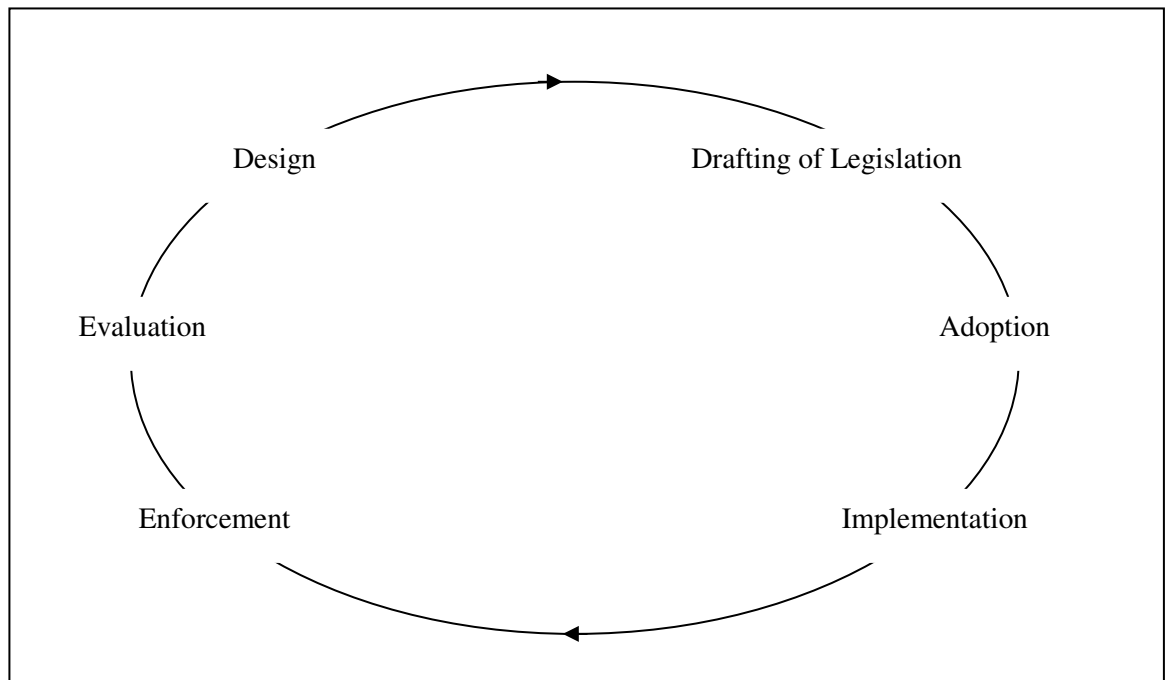 Design
Drafting of Legislation
Evaluation
Adoption
Enforcement
Implementation